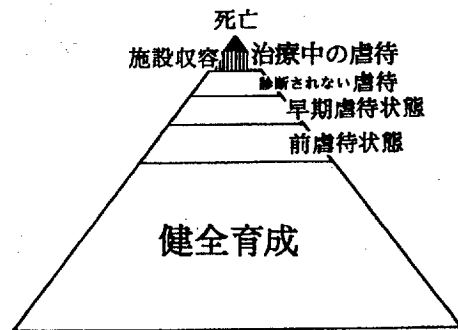 死亡
施設収容 治療中の虐待
診断されない虐待
早期虐待状態
前虐待状態
健全育成